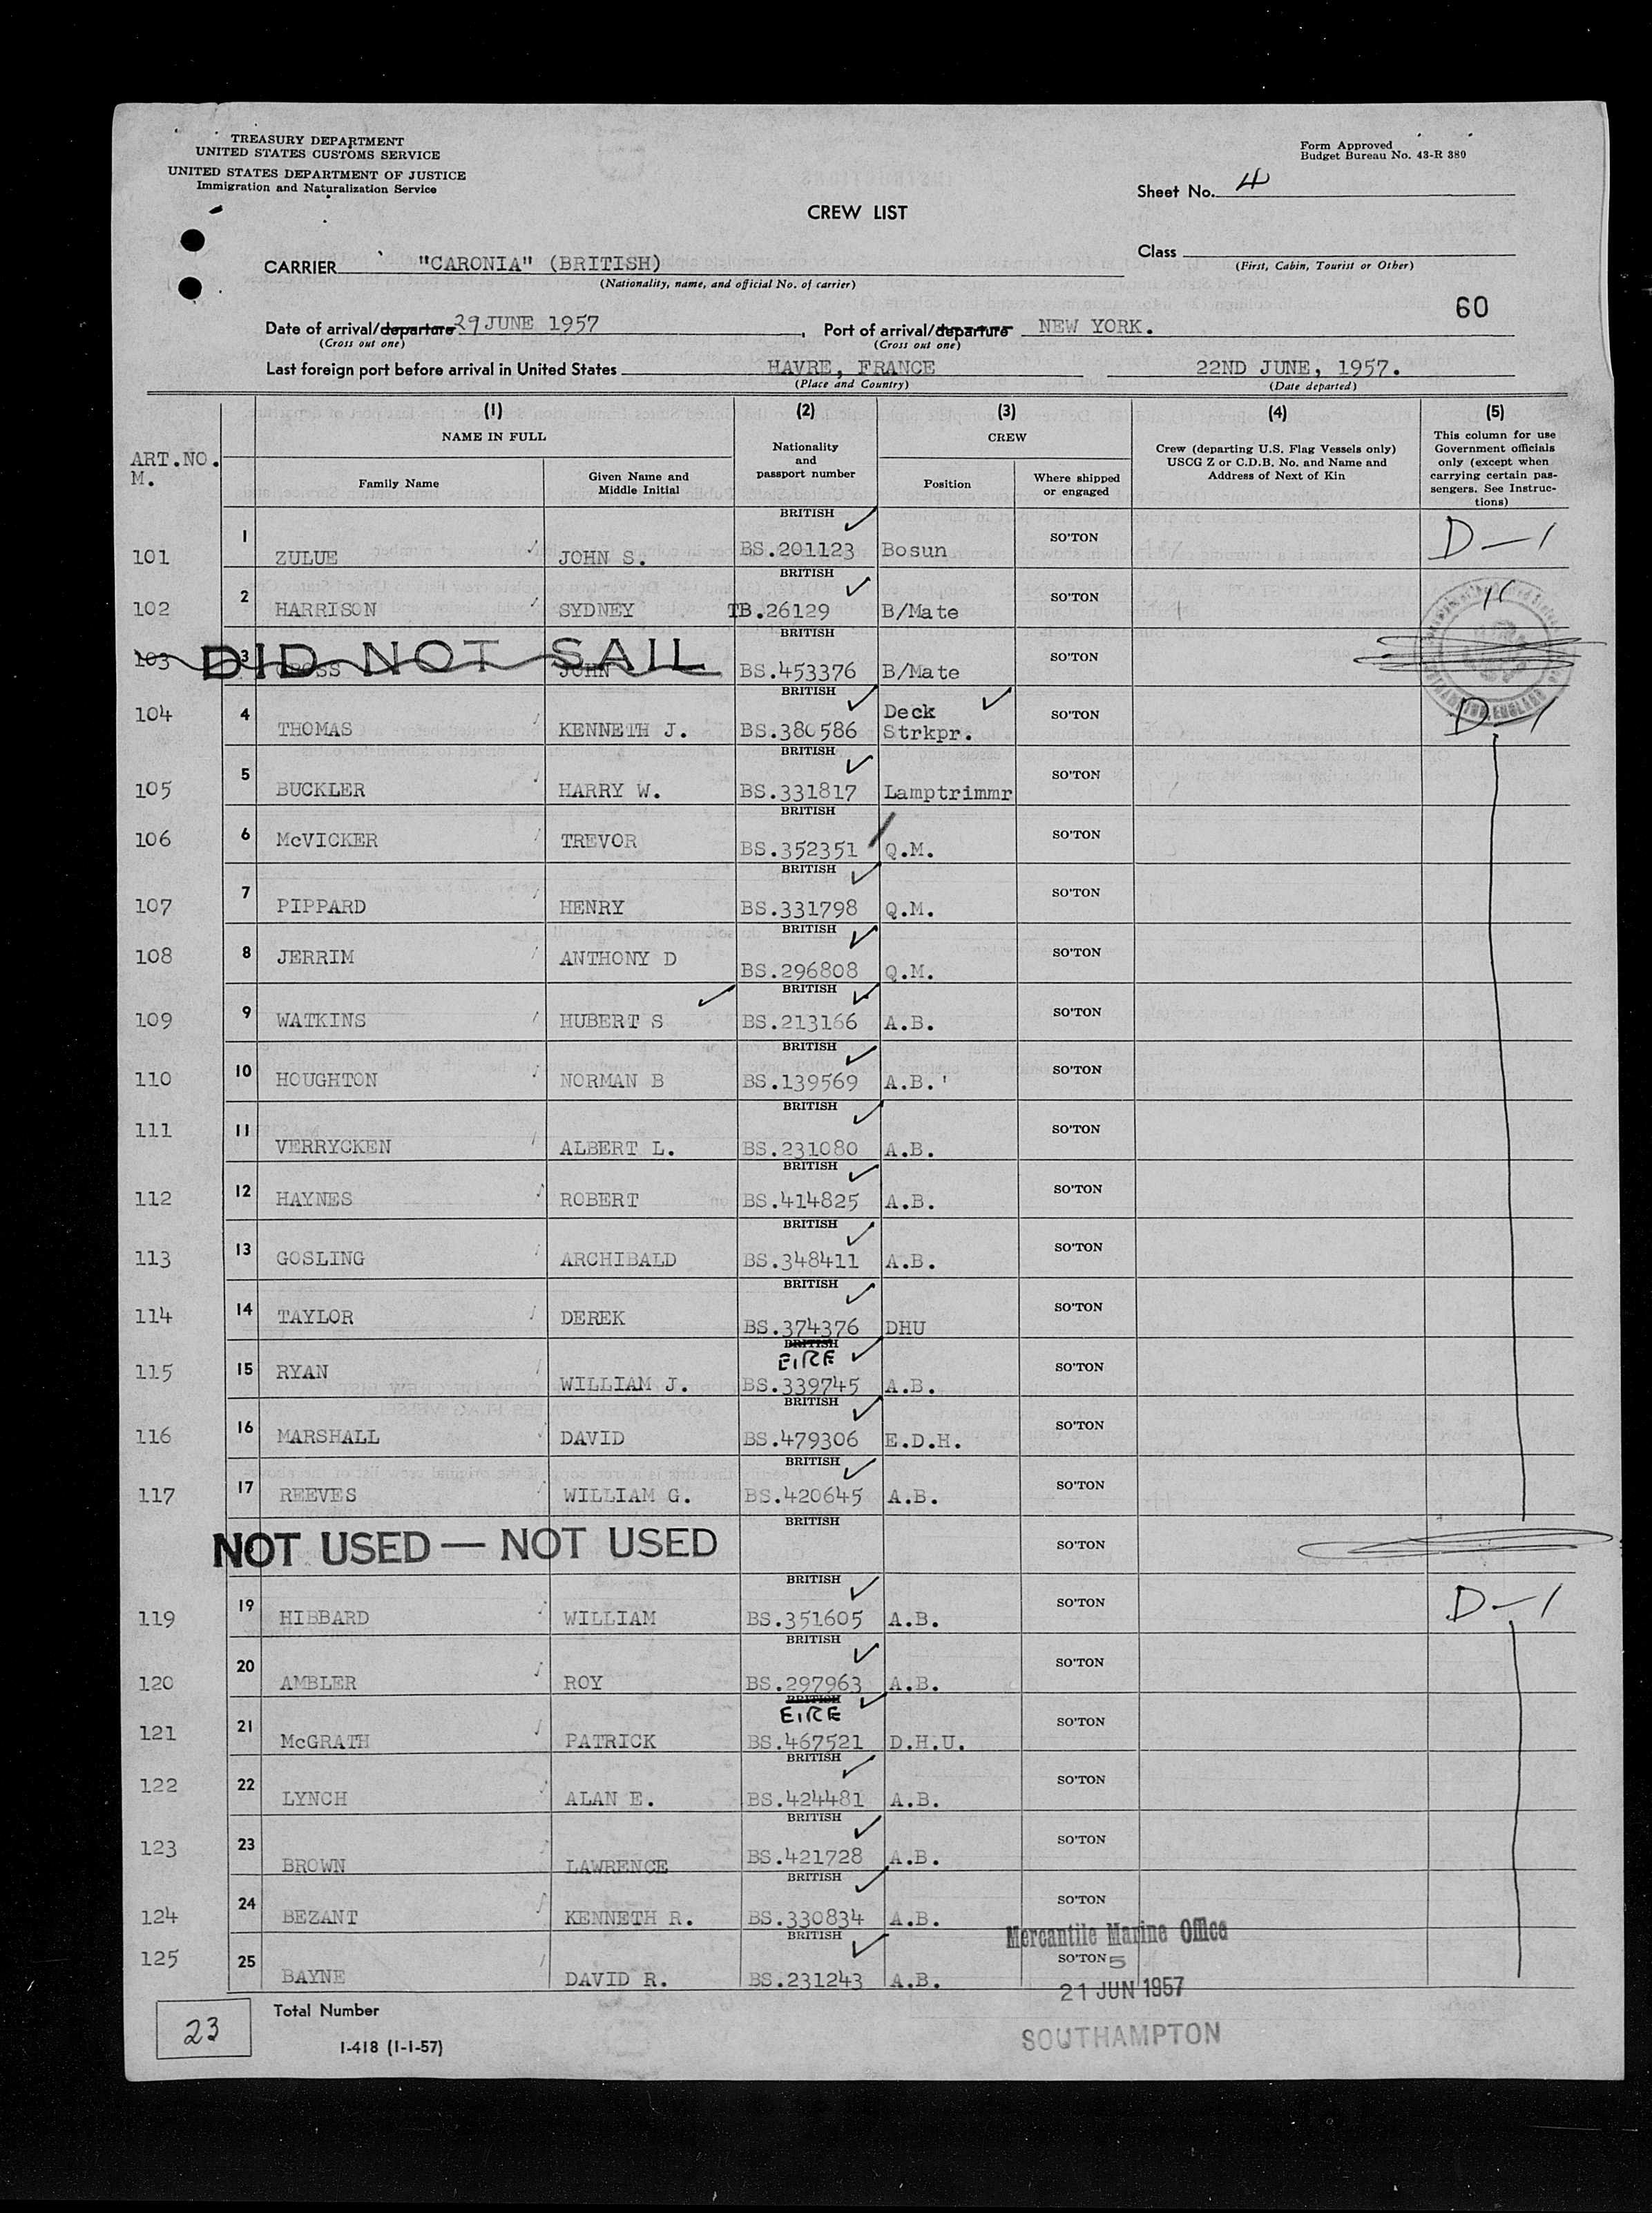 TREASURY DEPARTMENT
UNITED STATES CUSTOMS SERVICE
UNITED STATES DEPARTMENT OF JUSTICE
Immigration and Naturalization Service
Form Approved
Budget Bureau No. 43-R 380
Sheet No. 4
CREW LIST
CARRIER "CARONIA" (BRITISH)
(Nationality, name, and official No. of carrier)
Class
(First, Cabin, Tourist or Other)
60
Date of arrival/departure 29 JUNE 1957, Port of arrival/departure NEW YORK.
(Cross out one) (Cross out one)
Last foreign port before arrival in United States HAVRE, FRANCE 22ND JUNE, 1957.
(Place and Country) (Date departed)
(1) (2) (3) (4) (5)
NAME IN FULL
Nationality and passport number
CREW
Crew (departing U.S. Flag Vessels only) USCG Z or C.D.B. No. and Name and Address of Next of Kin
This column for use Government officials only (except when carrying certain passengers. See Instructions)
ART.NO. M.
Family Name
Given Name and Middle Initial
Position
Where shipped or engaged
101 1 ZULUE JOHN S. BRITISH BS.201123 Bosun SO'TON D-1
102 2 HARRISON SYDNEY BRITISH TB.26129 B/Mate SO'TON "
103 3 JOHN BRITISH BS.453376 B/Mate SO'TON
DID NOT SAIL
104 4 THOMAS KENNETH J. BRITISH BS.380586 Deck Strkpr. SO'TON D-1
105 5 BUCKLER HARRY W. BRITISH BS.331817 Lamptrimmr SO'TON
106 6 McVICKER TREVOR BRITISH BS.352351 Q.M. SO'TON
107 7 PIPPARD HENRY BRITISH BS.331798 Q.M. SO'TON
108 8 JERRIM ANTHONY D BRITISH BS.296808 Q.M. SO'TON
109 9 WATKINS HUBERT S BRITISH BS.213166 A.B. SO'TON
110 10 HOUGHTON NORMAN B BRITISH BS.139569 A.B.' SO'TON
111 11 VERRYCKEN ALBERT L. BRITISH BS.231080 A.B. SO'TON
112 12 HAYNES ROBERT BRITISH BS.414825 A.B. SO'TON
113 13 GOSLING ARCHIBALD BRITISH BS.348411 A.B. SO'TON
114 14 TAYLOR DEREK BRITISH BS.374376 DHU SO'TON
115 15 RYAN WILLIAM J. BRITISH EIRE BS.339745 A.B. SO'TON
116 16 MARSHALL DAVID BRITISH BS.479306 E.D.H. SO'TON
117 17 REEVES WILLIAM G. BRITISH BS.420645 A.B. SO'TON
NOT USED — NOT USED BRITISH SO'TON
119 19 HIBBARD WILLIAM BRITISH BS.351605 A.B. SO'TON D-1
120 20 AMBLER ROY BRITISH BS.297963 A.B. SO'TON
121 21 McGRATH PATRICK BRITISH EIRE BS.467521 D.H.U. SO'TON
122 22 LYNCH ALAN E. BRITISH BS.424481 A.B. SO'TON
123 23 BROWN LAWRENCE BRITISH BS.421728 A.B. SO'TON
124 24 BEZANT KENNETH R. BRITISH BS.330834 A.B. SO'TON
125 25 BAYNE DAVID R. BRITISH BS.231243 A.B. SO'TON
Mercantile Marine Office
5
21 JUN 1957
SOUTHAMPTON
23 Total Number
I-418 (1-1-57)